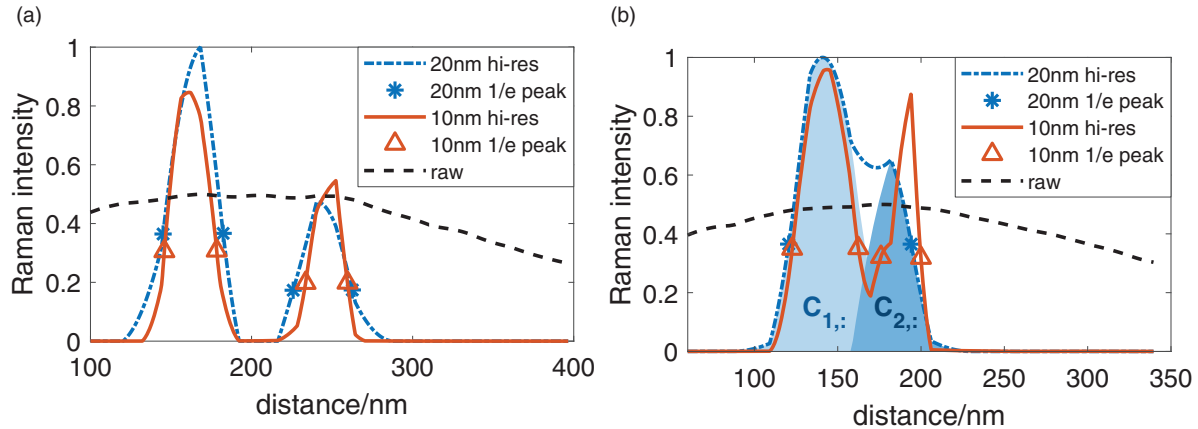 (a)
Raman intensity
1
0.8
0.6
0.4
0.2
0
100
200
300
400
distance/nm
20nm hi-res
20nm 1/e peak
10nm hi-res
10nm 1/e peak
raw
(b)
Raman intensity
1
0.8
0.6
0.4
0.2
0
100
150
200
250
300
350
distance/nm
20nm hi-res
20nm 1/e peak
10nm hi-res
10nm 1/e peak
raw
C1,:
C2,: